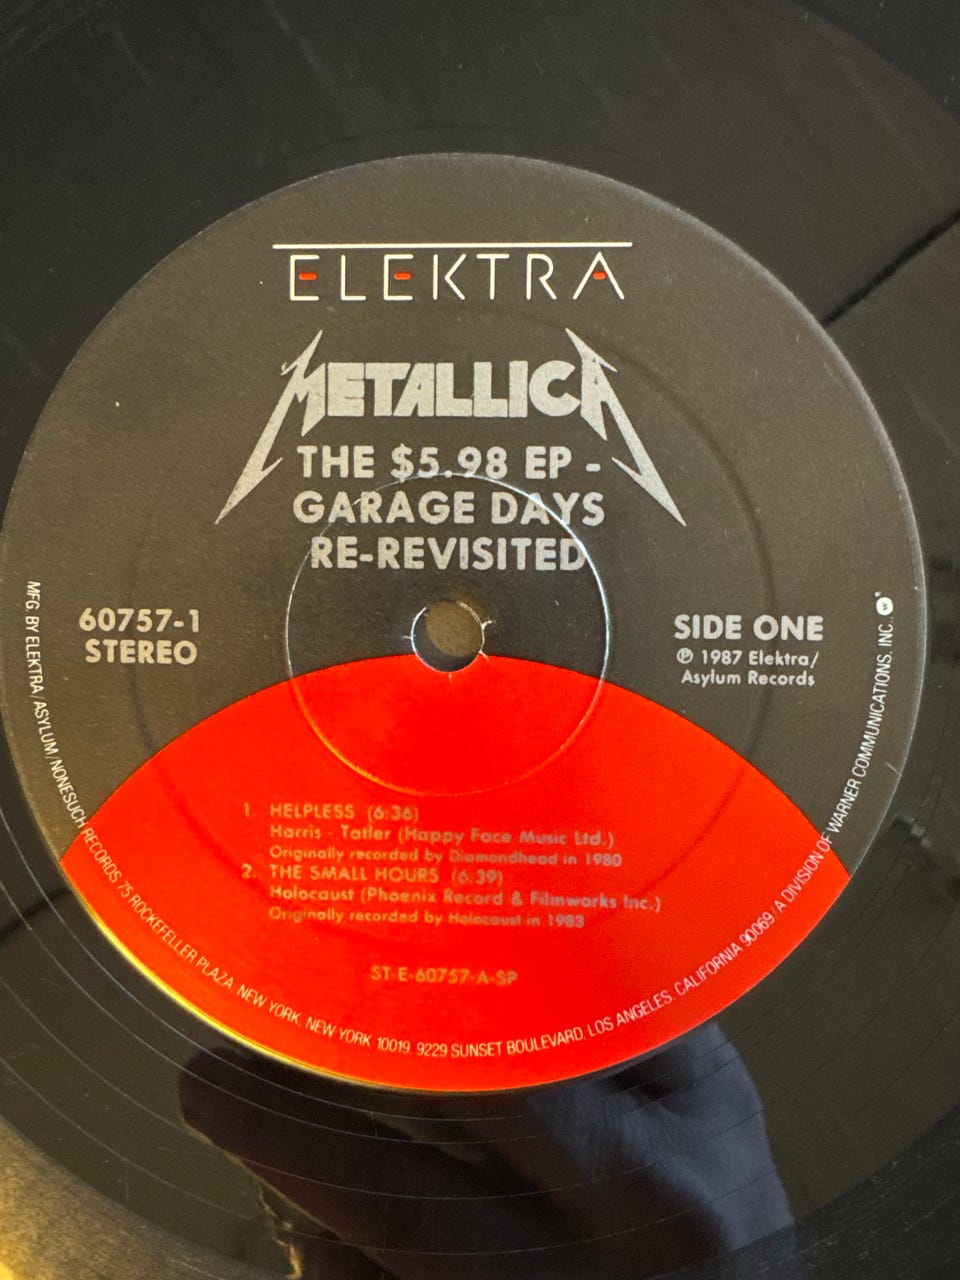 ELEKTRA
METALLICA
THE $5.98 EP -
GARAGE DAYS
RE-REVISITED
60757-1
STEREO
SIDE ONE
℗ 1987 Elektra/
Asylum Records
1. HELPLESS (6:36)
Harris - Tatler (Happy Face Music Ltd.)
Originally recorded by Diamondhead in 1980
2. THE SMALL HOURS (6:39)
Holocaust (Phoenix Record & Filmworks Inc.)
Originally recorded by Holocaust in 1983
ST-E-60757-A-SP
MFG. BY ELEKTRA/ASYLUM/NONESUCH RECORDS 75 ROCKEFELLER PLAZA, NEW YORK, NEW YORK 10019. 9229 SUNSET BOULEVARD, LOS ANGELES, CALIFORNIA 90069 / A DIVISION OF WARNER COMMUNICATIONS. INC.